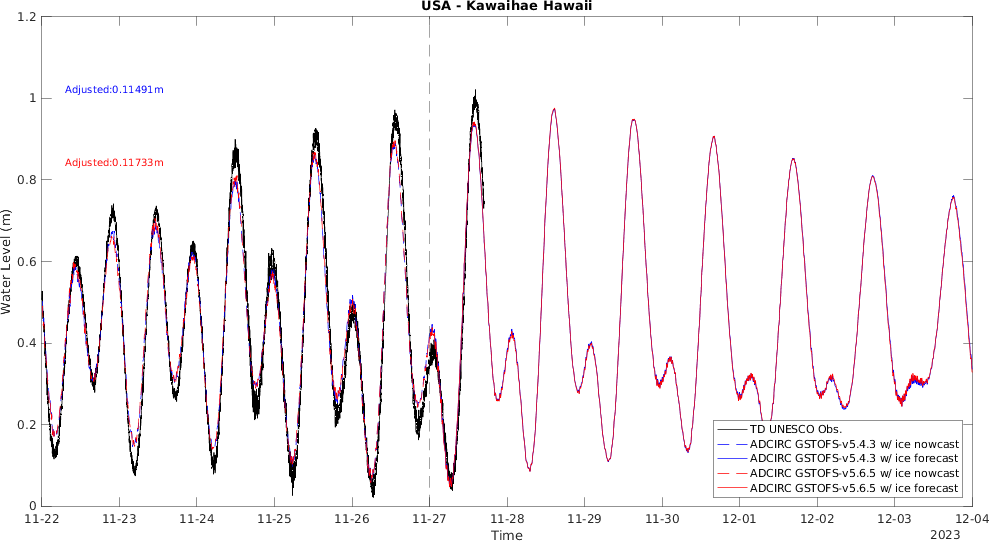 USA - Kawaihae Hawaii
1.2
1
0.8
0.6
0.4
0.2
0
Water Level (m)
Adjusted:0.11491m
Adjusted:0.11733m
TD UNESCO Obs.
ADCIRC GSTOFS-v5.4.3 w/ ice nowcast
ADCIRC GSTOFS-v5.4.3 w/ ice forecast
ADCIRC GSTOFS-v5.6.5 w/ ice nowcast
ADCIRC GSTOFS-v5.6.5 w/ ice forecast
11-22 11-23 11-24 11-25 11-26 11-27 11-28 11-29 11-30 12-01 12-02 12-03 12-04
Time
2023